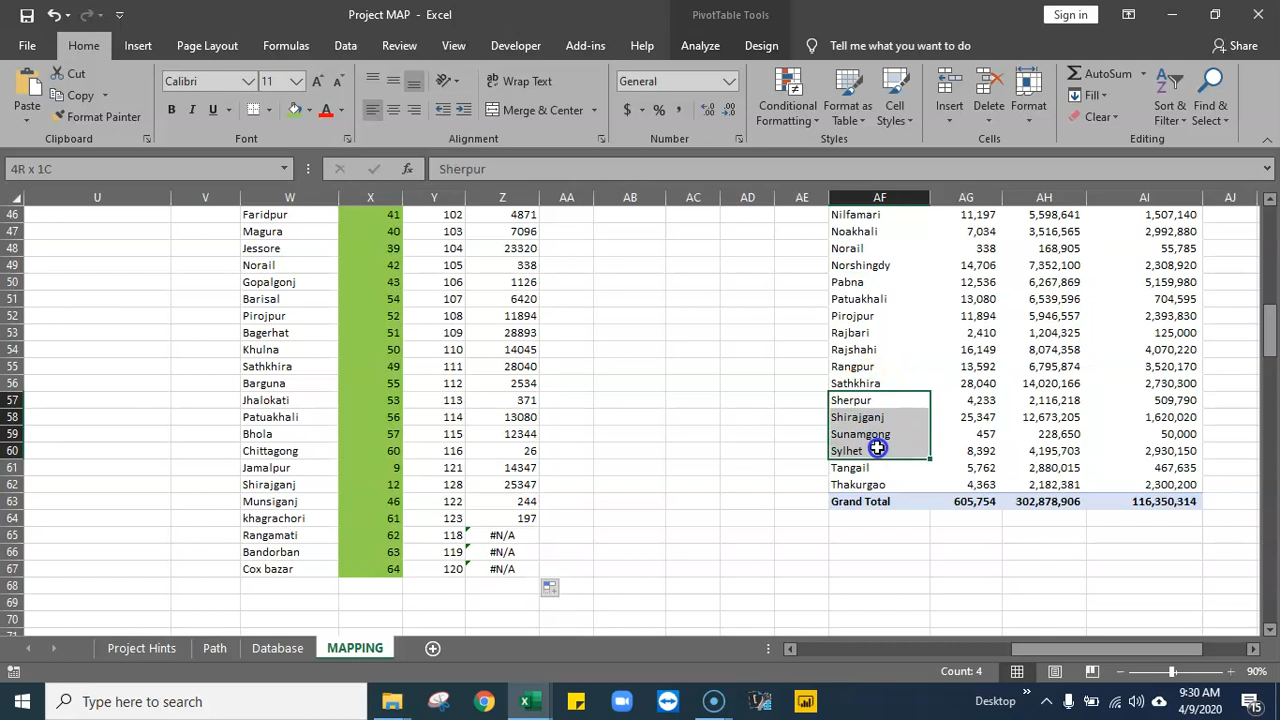 Project MAP - Excel
PivotTable Tools
Sign in
File Home Insert Page Layout Formulas Data Review View Developer Add-ins Help Analyze Design Tell me what you want to do Share
Paste Cut Copy Format Painter Clipboard
Calibri 11 B I U A Font
Wrap Text Merge & Center Alignment
General $ % , Number
Conditional Formatting Format as Table Cell Styles Styles
Insert Delete Format Cells
AutoSum Fill Clear Sort & Filter Find & Select Editing
4R x 1C fx Sherpur
U V W X Y Z AA AB AC AD AE AF AG AH AI AJ
46 Faridpur 41 102 4871 Nilfamari 11,197 5,598,641 1,507,140
47 Magura 40 103 7096 Noakhali 7,034 3,516,565 2,992,880
48 Jessore 39 104 23320 Norail 338 168,905 55,785
49 Norail 42 105 338 Norshingdy 14,706 7,352,100 2,308,920
50 Gopalgonj 43 106 1126 Pabna 12,536 6,267,869 5,159,980
51 Barisal 54 107 6420 Patuakhali 13,080 6,539,596 704,595
52 Pirojpur 52 108 11894 Pirojpur 11,894 5,946,557 2,393,830
53 Bagerhat 51 109 28893 Rajbari 2,410 1,204,325 125,000
54 Khulna 50 110 14045 Rajshahi 16,149 8,074,358 4,070,220
55 Sathkhira 49 111 28040 Rangpur 13,592 6,795,874 3,520,170
56 Barguna 55 112 2534 Sathkhira 28,040 14,020,166 2,730,300
57 Jhalokati 53 113 371 Sherpur 4,233 2,116,218 509,790
58 Patuakhali 56 114 13080 Shirajganj 25,347 12,673,205 1,620,020
59 Bhola 57 115 12344 Sunamgong 457 228,650 50,000
60 Chittagong 60 116 26 Sylhet 8,392 4,195,703 2,930,150
61 Jamalpur 9 121 14347 Tangail 5,762 2,880,015 467,635
62 Shirajganj 12 128 25347 Thakurgao 4,363 2,182,381 2,300,200
63 Munsiganj 46 122 244 Grand Total 605,754 302,878,906 116,350,314
64 khagrachori 61 123 197
65 Rangamati 62 118 #N/A
66 Bandorban 63 119 #N/A
67 Cox bazar 64 120 #N/A
68
69
70
71
Project Hints Path Database MAPPING
Count: 4 90%
Type here to search Desktop 9:30 AM
4/9/2020 15